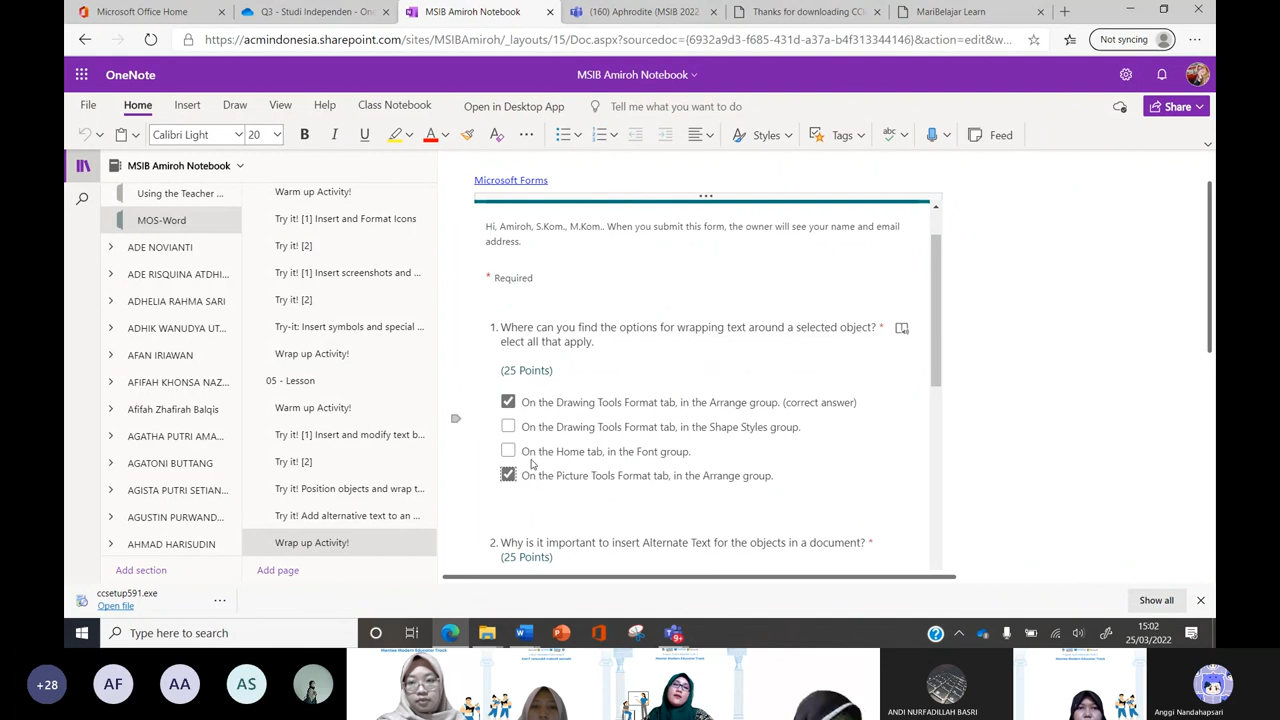 Microsoft Office Home
Q3 - Studi Independen - On
MSIB Amiroh Notebook
(160) Aphrodite (MSIB 2022
Thanks for downloading CC
MariBelajar Learn
https://acmindonesia.sharepoint.com/sites/MSIBAmiroh/_layouts/15/Doc.aspx?sourcedoc={6932a9d3-f685-431d-a37a-b4f313344146}&action=edit&w...
Not syncing
OneNote
MSIB Amiroh Notebook
File Home Insert Draw View Help Class Notebook Open in Desktop App Tell me what you want to do Share
Calibri Light 20 B I U A Styles Tags abc Feed
MSIB Amiroh Notebook
Using the Teacher ...
MOS-Word
ADE NOVIANTI
ADE RISQUINA ATDHI...
ADHELIA RAHMA SARI
ADHIK WANUDYA UT...
AFAN IRIAWAN
AFIFAH KHONSA NAZ...
Afifah Zhafirah Balqis
AGATHA PUTRI AMA...
AGATONI BUTTANG
AGISTA PUTRI SETIAN...
AGUSTIN PURWAND...
AHMAD HARISUDIN
Add section
Warm up Activity!
Try it! [1] Insert and Format Icons
Try it! [2]
Try it! [1] Insert screenshots and ...
Try it! [2]
Try-it: Insert symbols and special ...
Wrap up Activity!
05 - Lesson
Warm up Activity!
Try it! [1] Insert and modify text b...
Try it! [2]
Try it! Position objects and wrap t...
Try it! Add alternative text to an ...
Wrap up Activity!
Add page
Microsoft Forms
Hi, Amiroh, S.Kom., M.Kom.. When you submit this form, the owner will see your name and email
address.
* Required
1. Where can you find the options for wrapping text around a selected object? *
elect all that apply.
(25 Points)
On the Drawing Tools Format tab, in the Arrange group. (correct answer)
On the Drawing Tools Format tab, in the Shape Styles group.
On the Home tab, in the Font group.
On the Picture Tools Format tab, in the Arrange group.
2. Why is it important to insert Alternate Text for the objects in a document? *
(25 Points)
ccsetup591.exe
Open file
Show all
Type here to search
9+
15:02
25/03/2022
+28
AF
AA
AS
ANDI NURFADILLAH BASRI
Anggi Nandahapsari